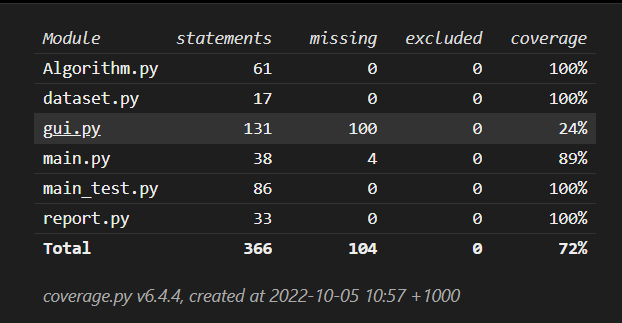 Module statements missing excluded coverage
Algorithm.py 61 0 0 100%
dataset.py 17 0 0 100%
gui.py 131 100 0 24%
main.py 38 4 0 89%
main_test.py 86 0 0 100%
report.py 33 0 0 100%
Total 366 104 0 72%
coverage.py v6.4.4, created at 2022-10-05 10:57 +1000